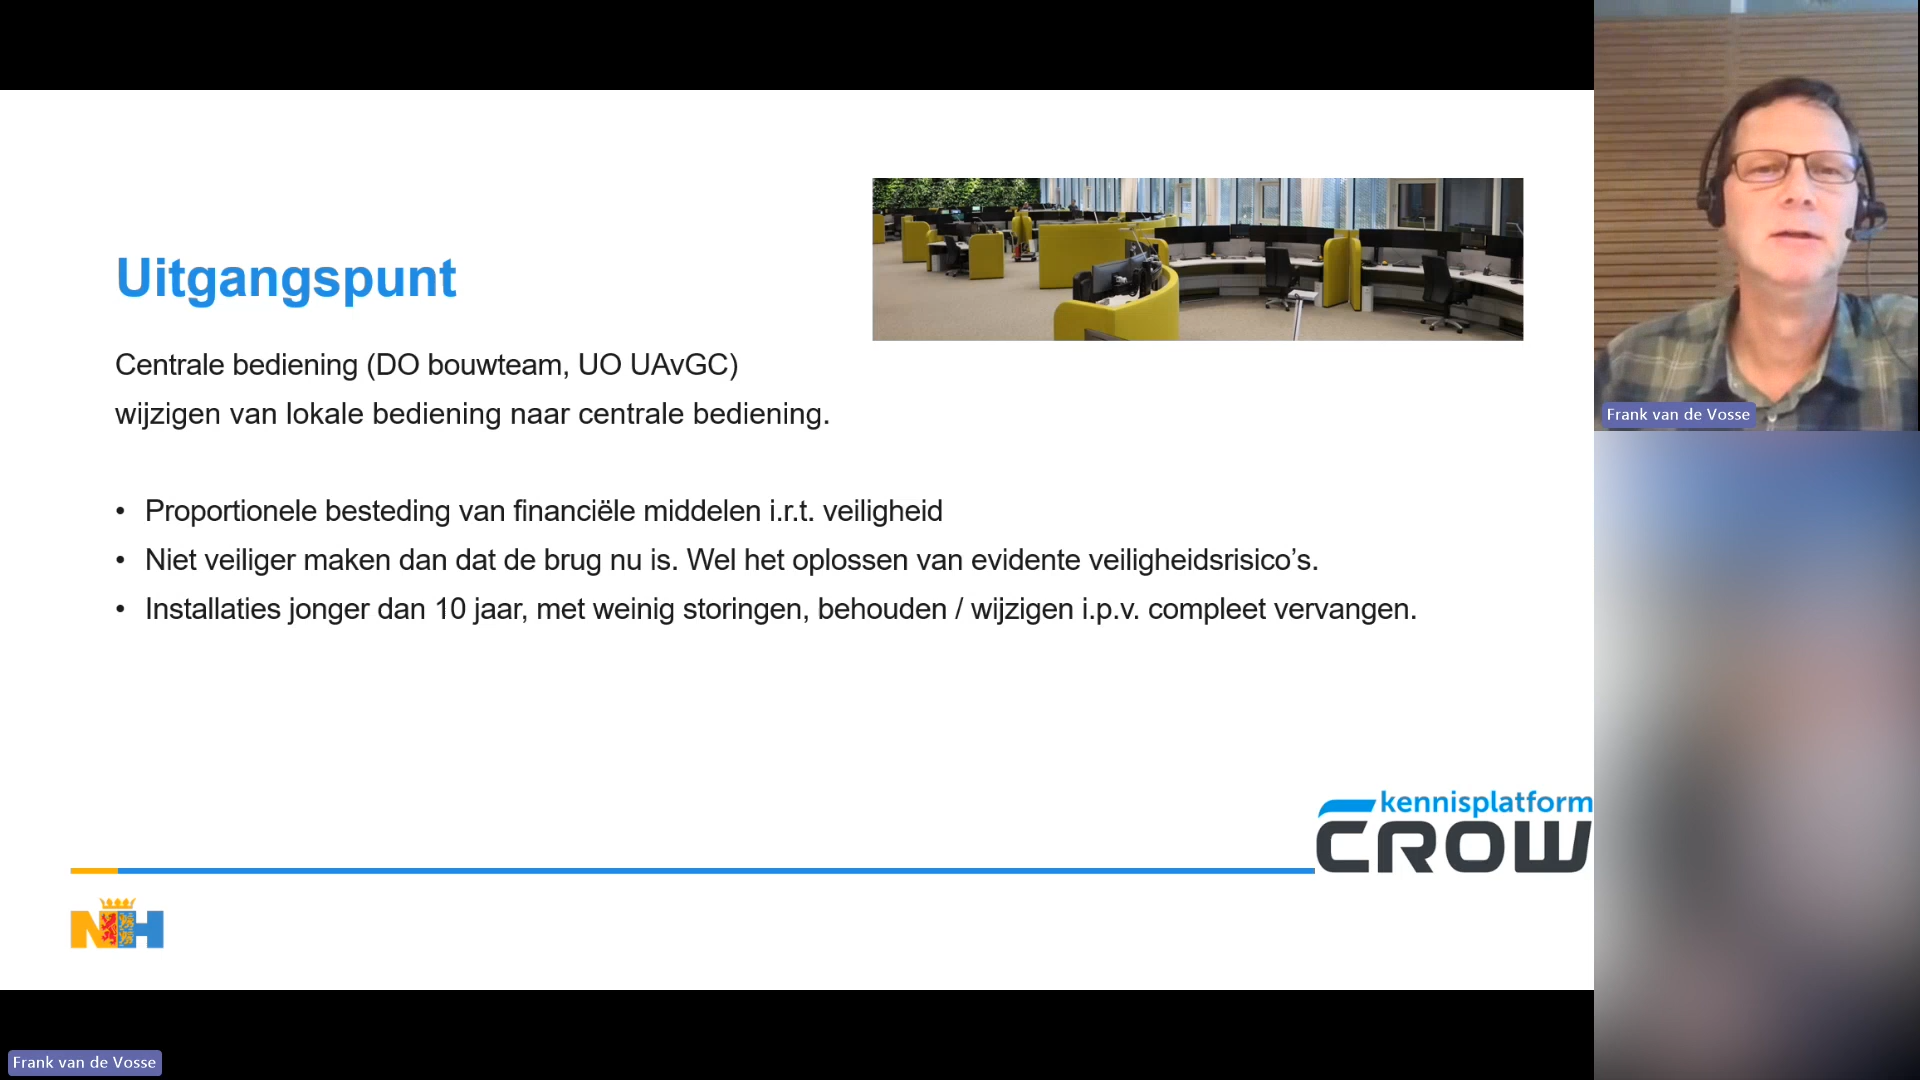 Uitgangspunt
Centrale bediening (DO bouwteam, UO UAvGC)
wijzigen van lokale bediening naar centrale bediening.
• Proportionele besteding van financiële middelen i.r.t. veiligheid
• Niet veiliger maken dan dat de brug nu is. Wel het oplossen van evidente veiligheidsrisico’s.
• Installaties jonger dan 10 jaar, met weinig storingen, behouden / wijzigen i.p.v. compleet vervangen.
kennisplatform
CROW
NH
Frank van de Vosse
Frank van de Vosse